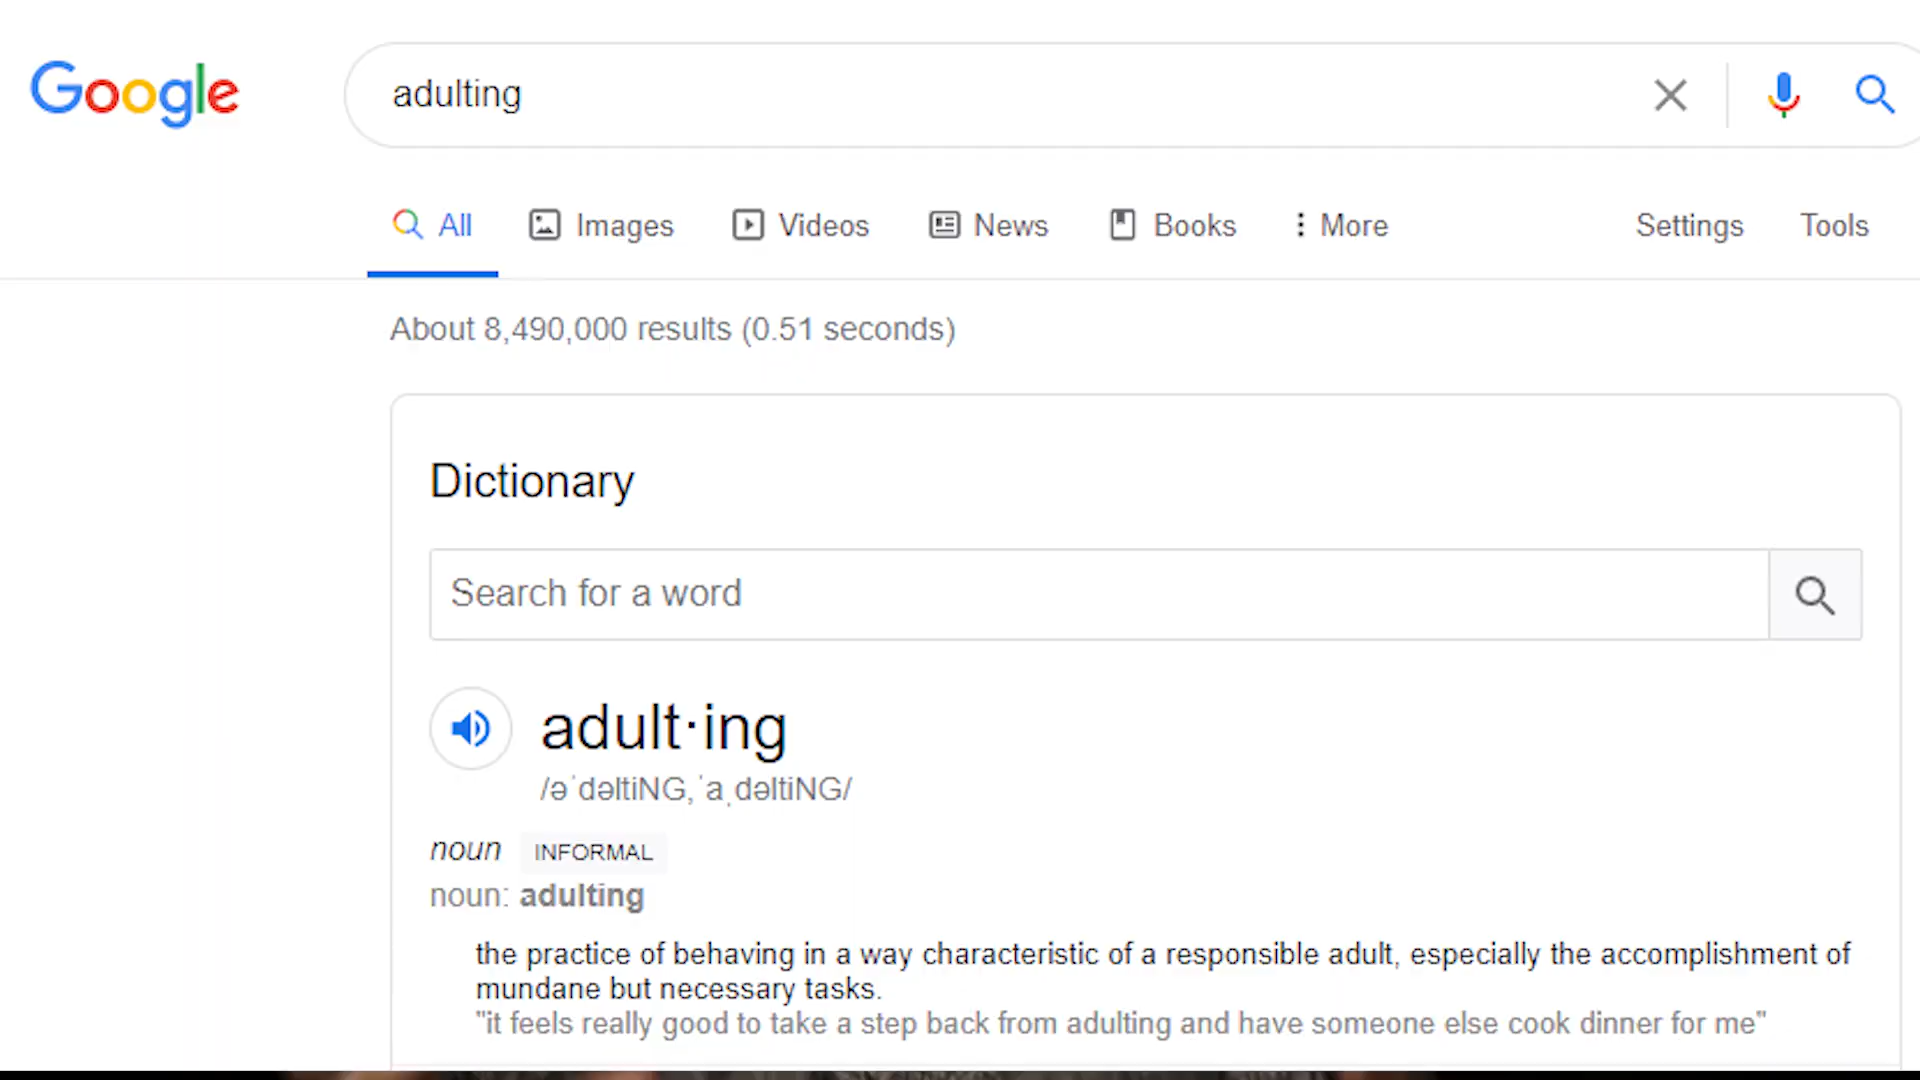 Google
adulting
All Images Videos News Books More Settings Tools
About 8,490,000 results (0.51 seconds)
Dictionary
Search for a word
adult·ing
/əˈdəltiNG,ˈaˌdəltiNG/
noun INFORMAL
noun: adulting
the practice of behaving in a way characteristic of a responsible adult, especially the accomplishment of
mundane but necessary tasks.
"it feels really good to take a step back from adulting and have someone else cook dinner for me"